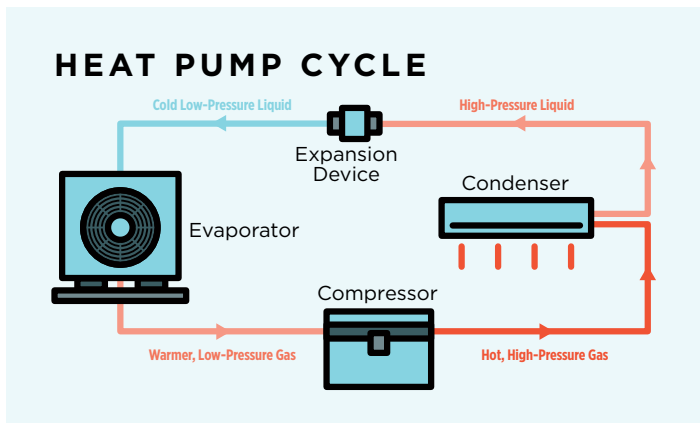 HEAT PUMP CYCLE
Cold Low-Pressure Liquid
High-Pressure Liquid
Expansion
Device
Condenser
Evaporator
Compressor
Warmer, Low-Pressure Gas
Hot, High-Pressure Gas